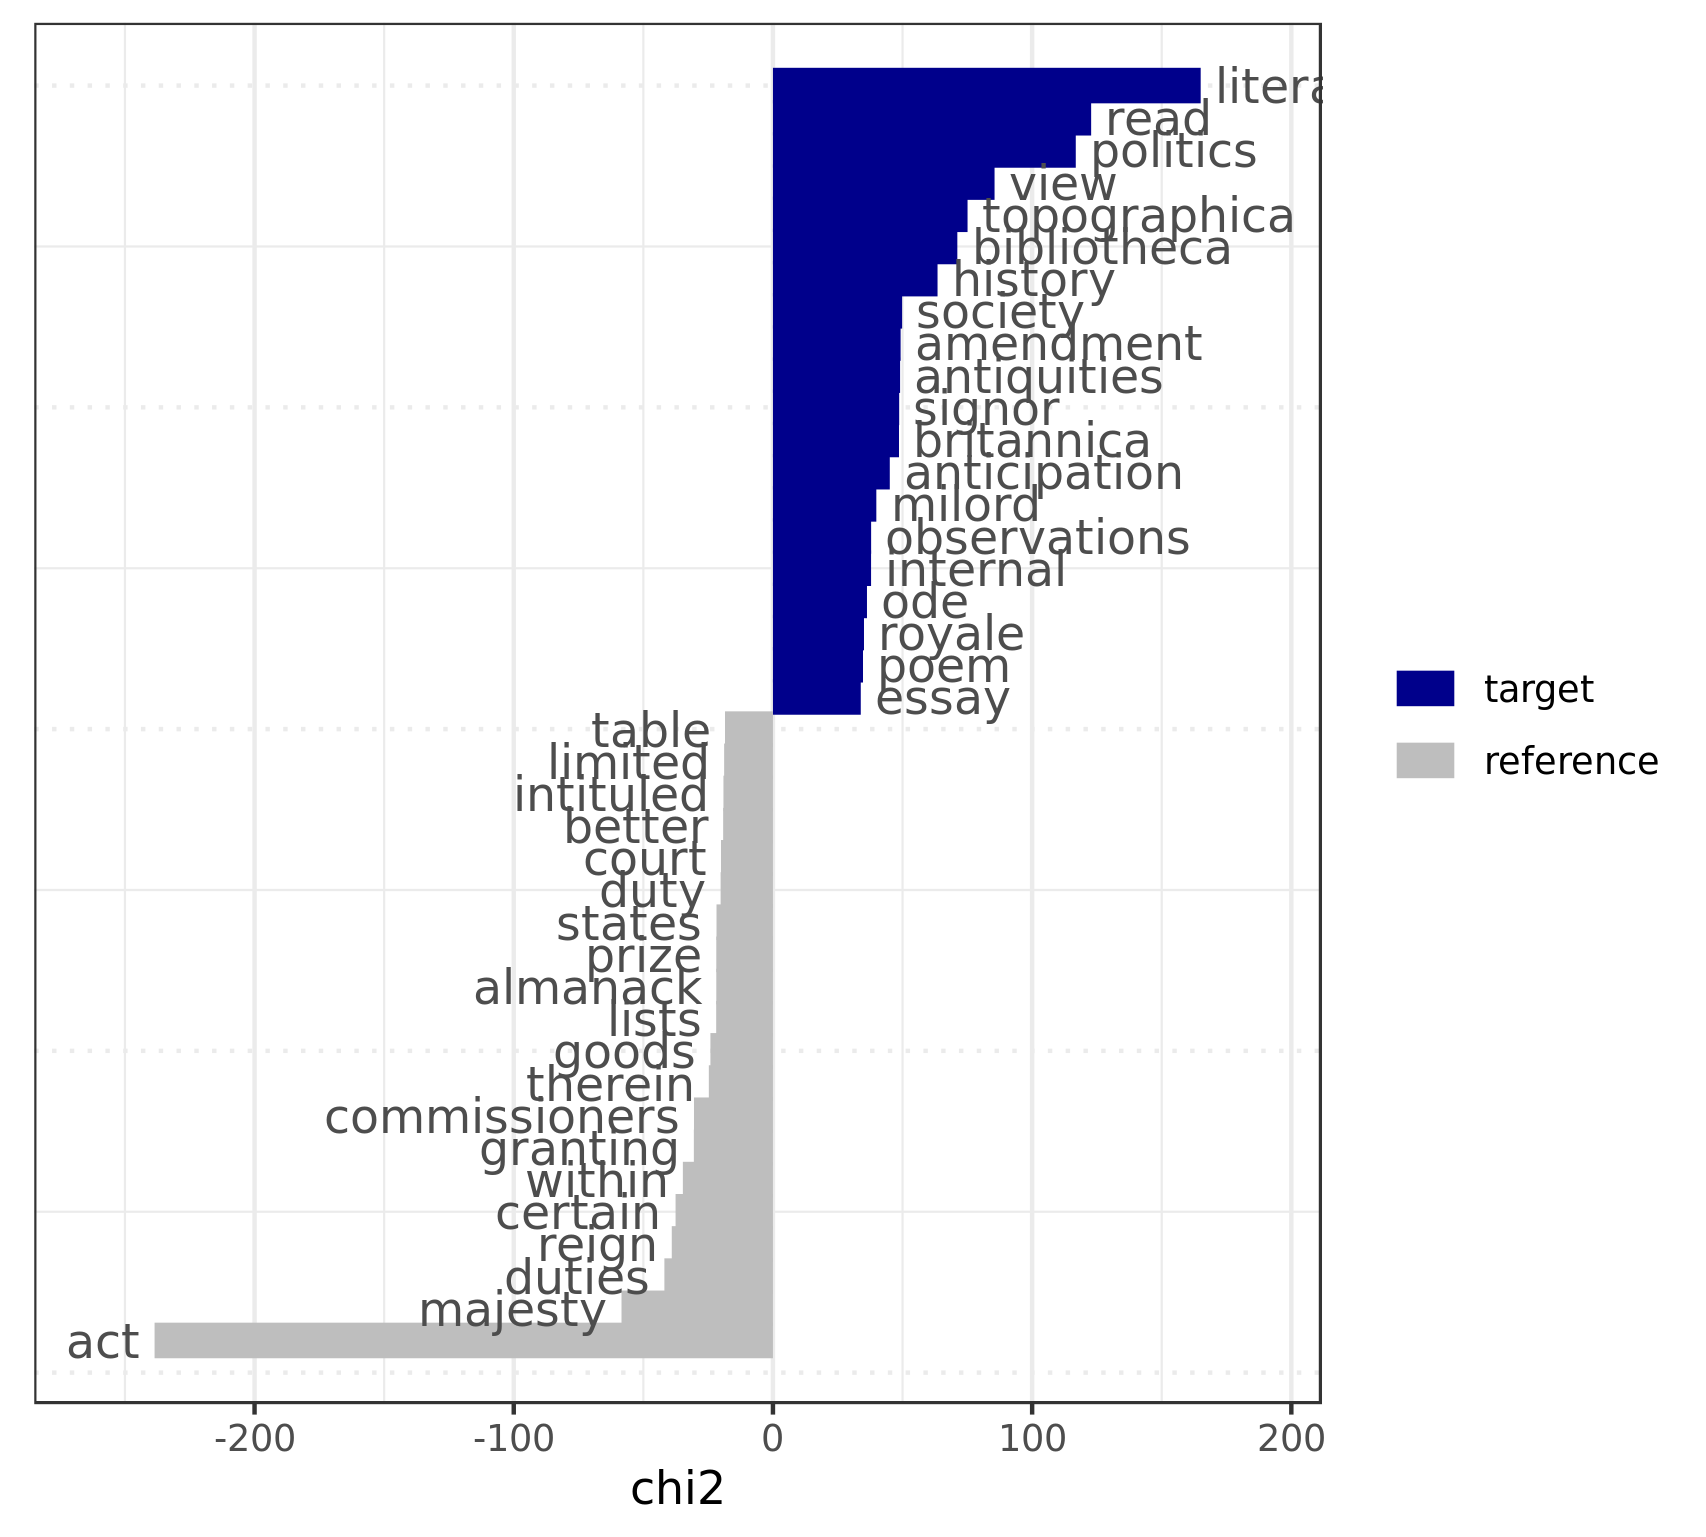 litera
read
politics
view
topographica
bibliotheca
history
society
amendment
antiquities
signor
britannica
anticipation
milord
observations
internal
ode
royale
poem
essay
table
limited
intituled
better
court
duty
states
prize
almanack
lists
goods
therein
commissioners
granting
within
certain
reign
duties
majesty
act
target
reference
-200 -100 0 100 200
chi2